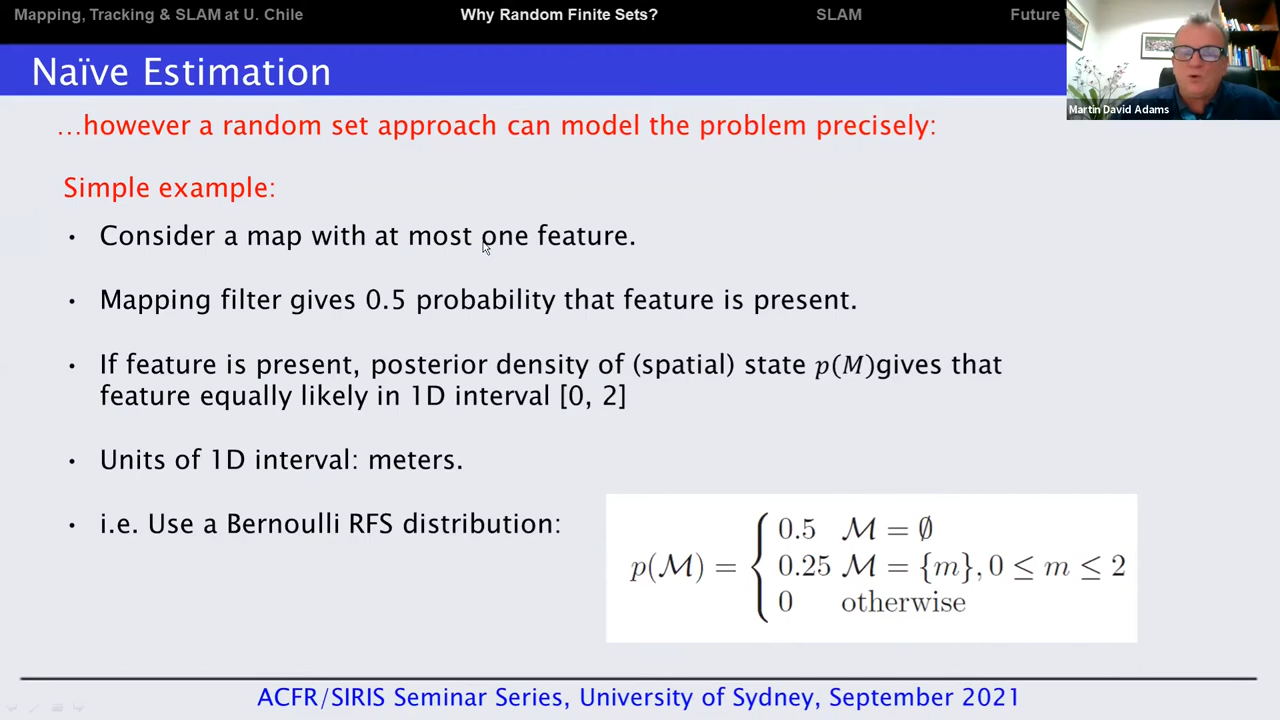 Mapping, Tracking & SLAM at U. Chile Why Random Finite Sets? SLAM Future
Naïve Estimation
Martin David Adams
...however a random set approach can model the problem precisely:
Simple example:
• Consider a map with at most one feature.
• Mapping filter gives 0.5 probability that feature is present.
• If feature is present, posterior density of (spatial) state p(M)gives that
feature equally likely in 1D interval [0, 2]
• Units of 1D interval: meters.
• i.e. Use a Bernoulli RFS distribution:
0.5 ℳ = ∅
p(ℳ) = { 0.25 ℳ = {m}, 0 ≤ m ≤ 2
0 otherwise
ACFR/SIRIS Seminar Series, University of Sydney, September 2021